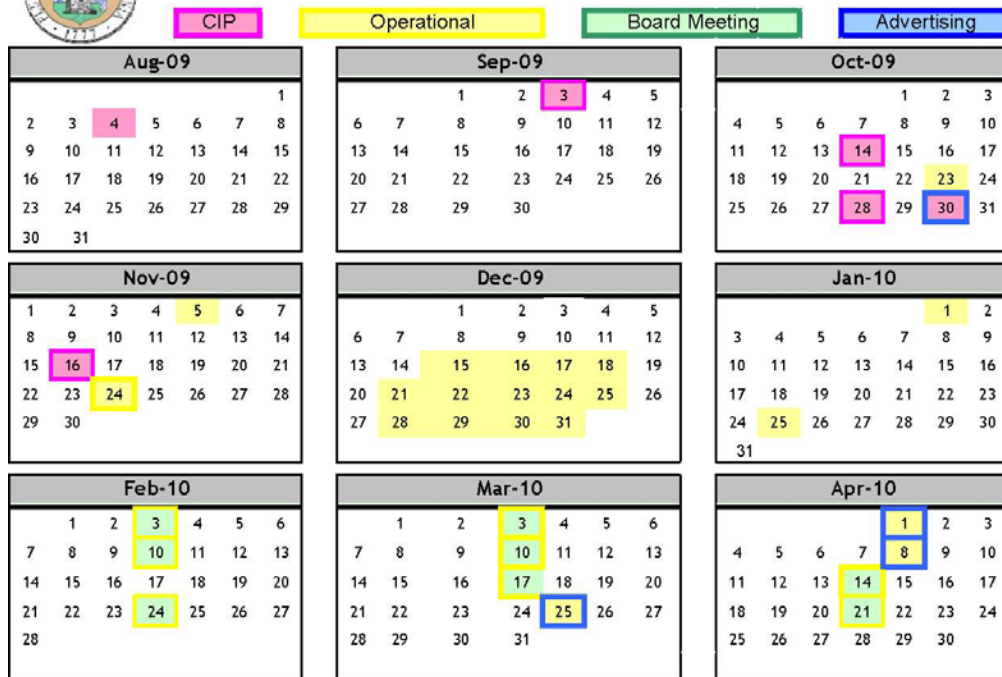 1777
CIP Operational Board Meeting Advertising
Aug-09
1
2 3 4 5 6 7 8
9 10 11 12 13 14 15
16 17 18 19 20 21 22
23 24 25 26 27 28 29
30 31
Sep-09
1 2 3 4 5
6 7 8 9 10 11 12
13 14 15 16 17 18 19
20 21 22 23 24 25 26
27 28 29 30
Oct-09
1 2 3
4 5 6 7 8 9 10
11 12 13 14 15 16 17
18 19 20 21 22 23 24
25 26 27 28 29 30 31
Nov-09
1 2 3 4 5 6 7
8 9 10 11 12 13 14
15 16 17 18 19 20 21
22 23 24 25 26 27 28
29 30
Dec-09
1 2 3 4 5
6 7 8 9 10 11 12
13 14 15 16 17 18 19
20 21 22 23 24 25 26
27 28 29 30 31
Jan-10
1 2
3 4 5 6 7 8 9
10 11 12 13 14 15 16
17 18 19 20 21 22 23
24 25 26 27 28 29 30
31
Feb-10
1 2 3 4 5 6
7 8 9 10 11 12 13
14 15 16 17 18 19 20
21 22 23 24 25 26 27
28
Mar-10
1 2 3 4 5 6
7 8 9 10 11 12 13
14 15 16 17 18 19 20
21 22 23 24 25 26 27
28 29 30 31
Apr-10
1 2 3
4 5 6 7 8 9 10
11 12 13 14 15 16 17
18 19 20 21 22 23 24
25 26 27 28 29 30